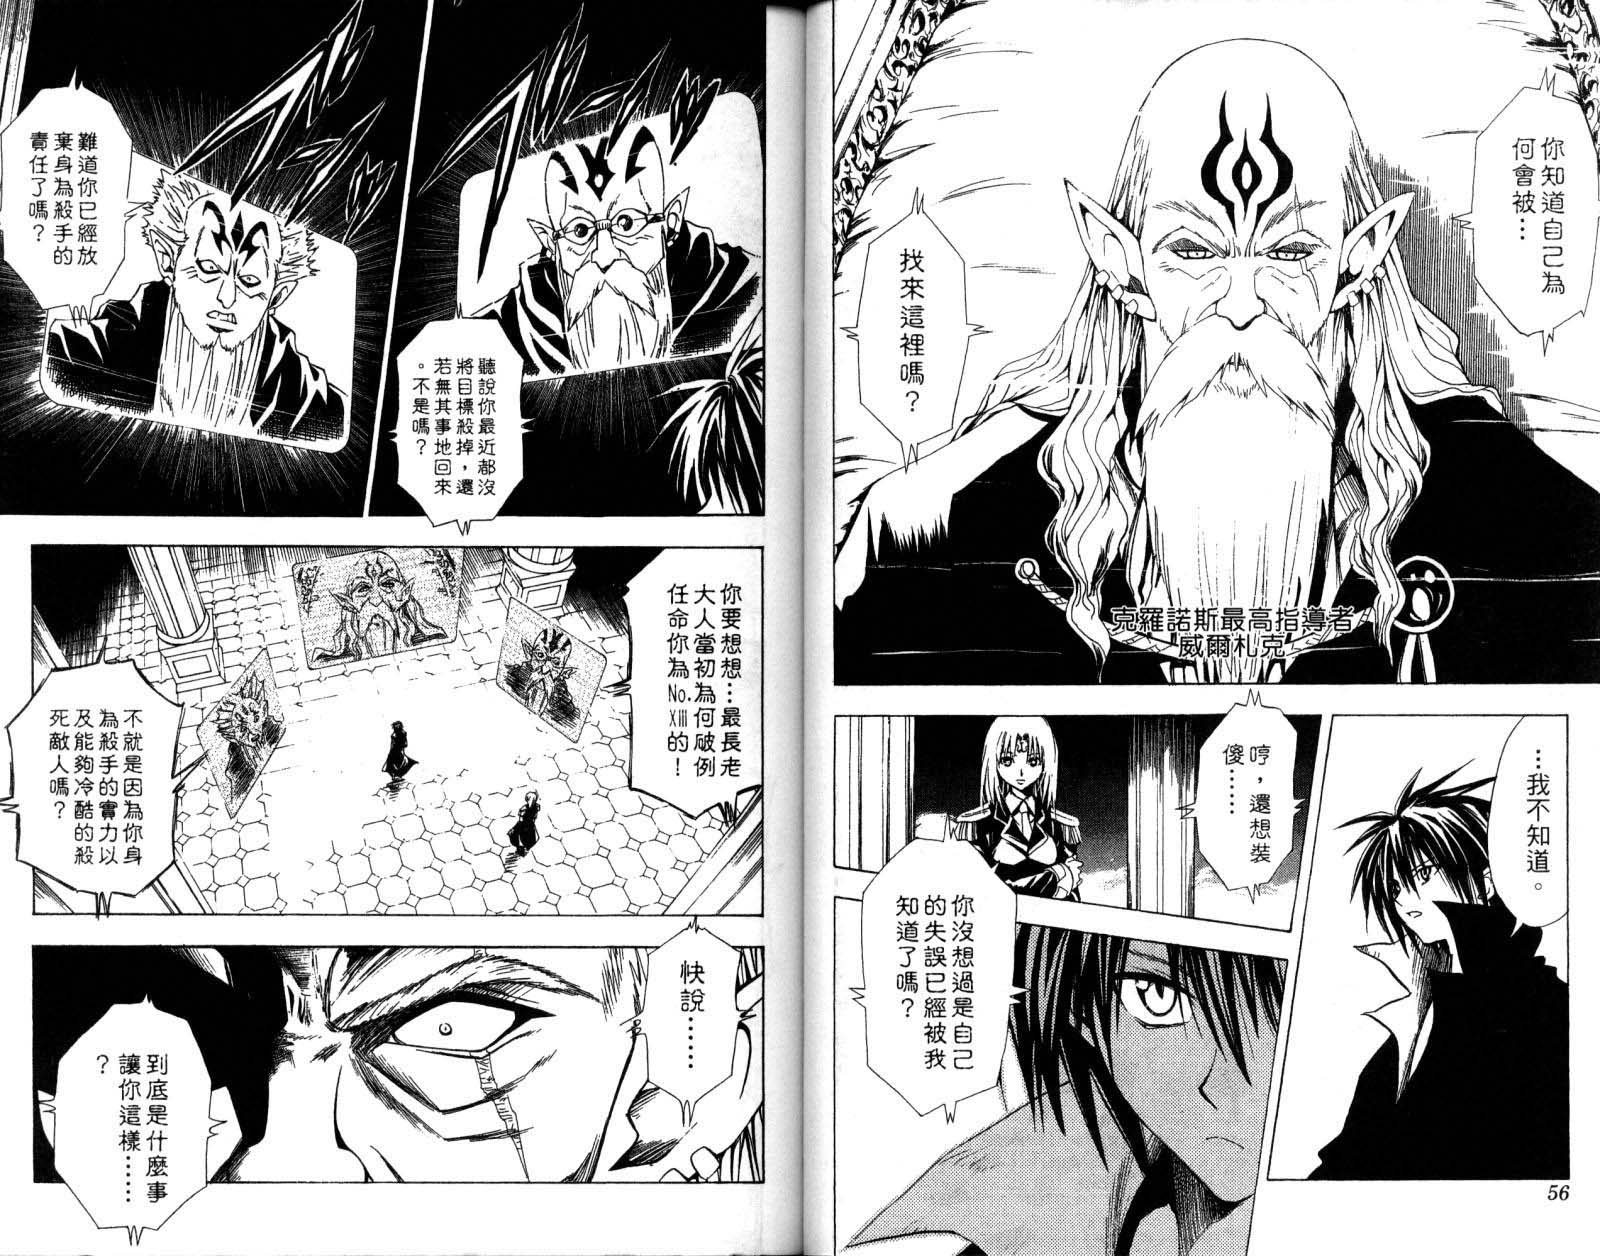 你知道自己為
何會被…
找來這裡嗎？
克羅諾斯最高指導者
威爾札克
…我不知道。
哼，還想裝
傻……
你沒想過是自己
的失誤已經被我
知道了嗎？
56
聽說你最近都沒
將目標殺掉，還
若無其事地回來
。不是嗎？
難道你已經放
棄身為殺手的
責任了嗎？
你要想想…最長老
大人當初為何破例
任命你為No.XIII的！
不就是因為你身
為殺手的實力以
及能夠冷酷的殺
死敵人嗎？
快說……
到底是什麼事
讓你這樣……
？